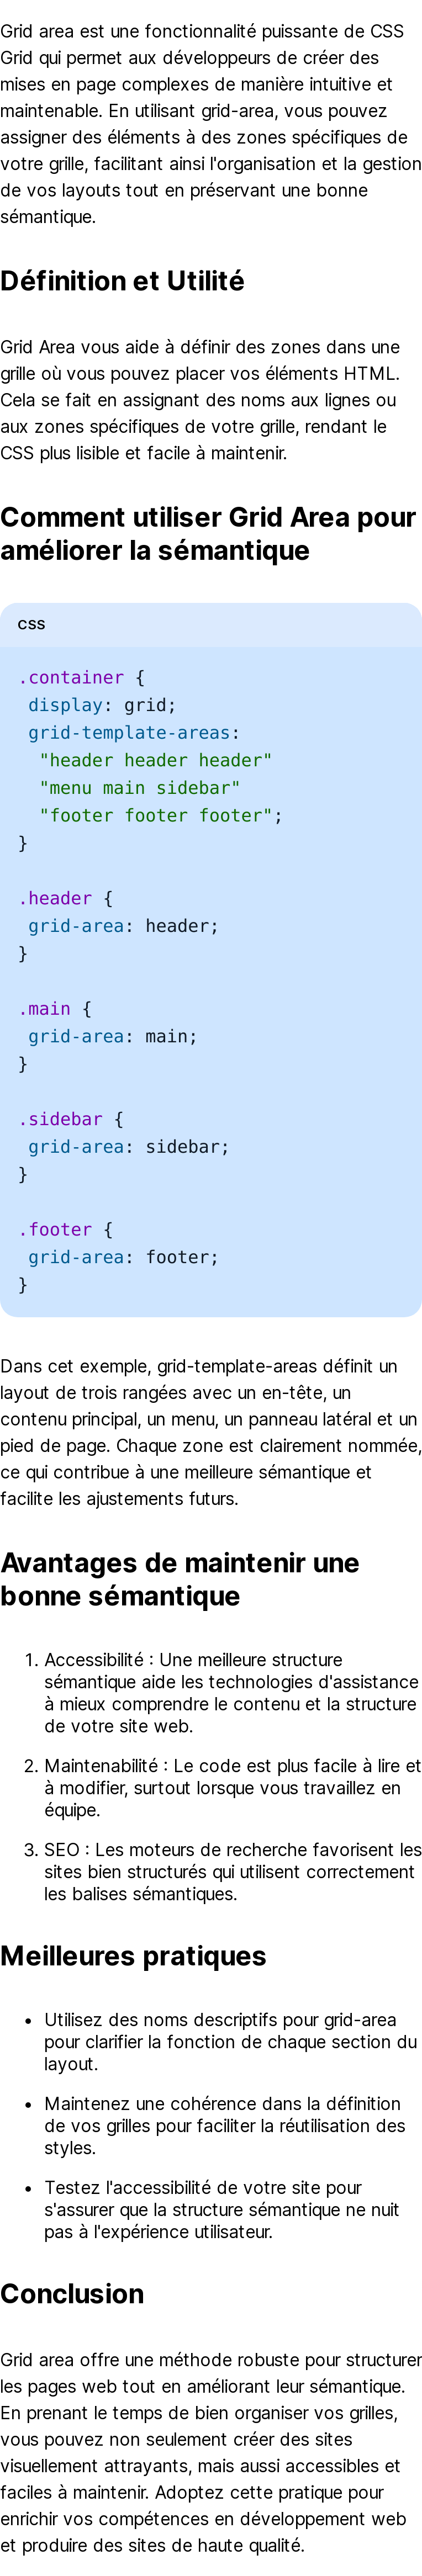 Grid area est une fonctionnalité puissante de CSS
Grid qui permet aux développeurs de créer des
mises en page complexes de manière intuitive et
maintenable. En utilisant grid-area, vous pouvez
assigner des éléments à des zones spécifiques de
votre grille, facilitant ainsi l'organisation et la gestion
de vos layouts tout en préservant une bonne
sémantique.
Définition et Utilité
Grid Area vous aide à définir des zones dans une
grille où vous pouvez placer vos éléments HTML.
Cela se fait en assignant des noms aux lignes ou
aux zones spécifiques de votre grille, rendant le
CSS plus lisible et facile à maintenir.
Comment utiliser Grid Area pour
améliorer la sémantique
CSS
.container {
 display: grid;
 grid-template-areas:
  "header header header"
  "menu main sidebar"
  "footer footer footer";
}

.header {
 grid-area: header;
}

.main {
 grid-area: main;
}

.sidebar {
 grid-area: sidebar;
}

.footer {
 grid-area: footer;
}
Dans cet exemple, grid-template-areas définit un
layout de trois rangées avec un en-tête, un
contenu principal, un menu, un panneau latéral et un
pied de page. Chaque zone est clairement nommée,
ce qui contribue à une meilleure sémantique et
facilite les ajustements futurs.
Avantages de maintenir une
bonne sémantique
1. Accessibilité : Une meilleure structure
sémantique aide les technologies d'assistance
à mieux comprendre le contenu et la structure
de votre site web.
2. Maintenabilité : Le code est plus facile à lire et
à modifier, surtout lorsque vous travaillez en
équipe.
3. SEO : Les moteurs de recherche favorisent les
sites bien structurés qui utilisent correctement
les balises sémantiques.
Meilleures pratiques
• Utilisez des noms descriptifs pour grid-area
pour clarifier la fonction de chaque section du
layout.
• Maintenez une cohérence dans la définition
de vos grilles pour faciliter la réutilisation des
styles.
• Testez l'accessibilité de votre site pour
s'assurer que la structure sémantique ne nuit
pas à l'expérience utilisateur.
Conclusion
Grid area offre une méthode robuste pour structurer
les pages web tout en améliorant leur sémantique.
En prenant le temps de bien organiser vos grilles,
vous pouvez non seulement créer des sites
visuellement attrayants, mais aussi accessibles et
faciles à maintenir. Adoptez cette pratique pour
enrichir vos compétences en développement web
et produire des sites de haute qualité.